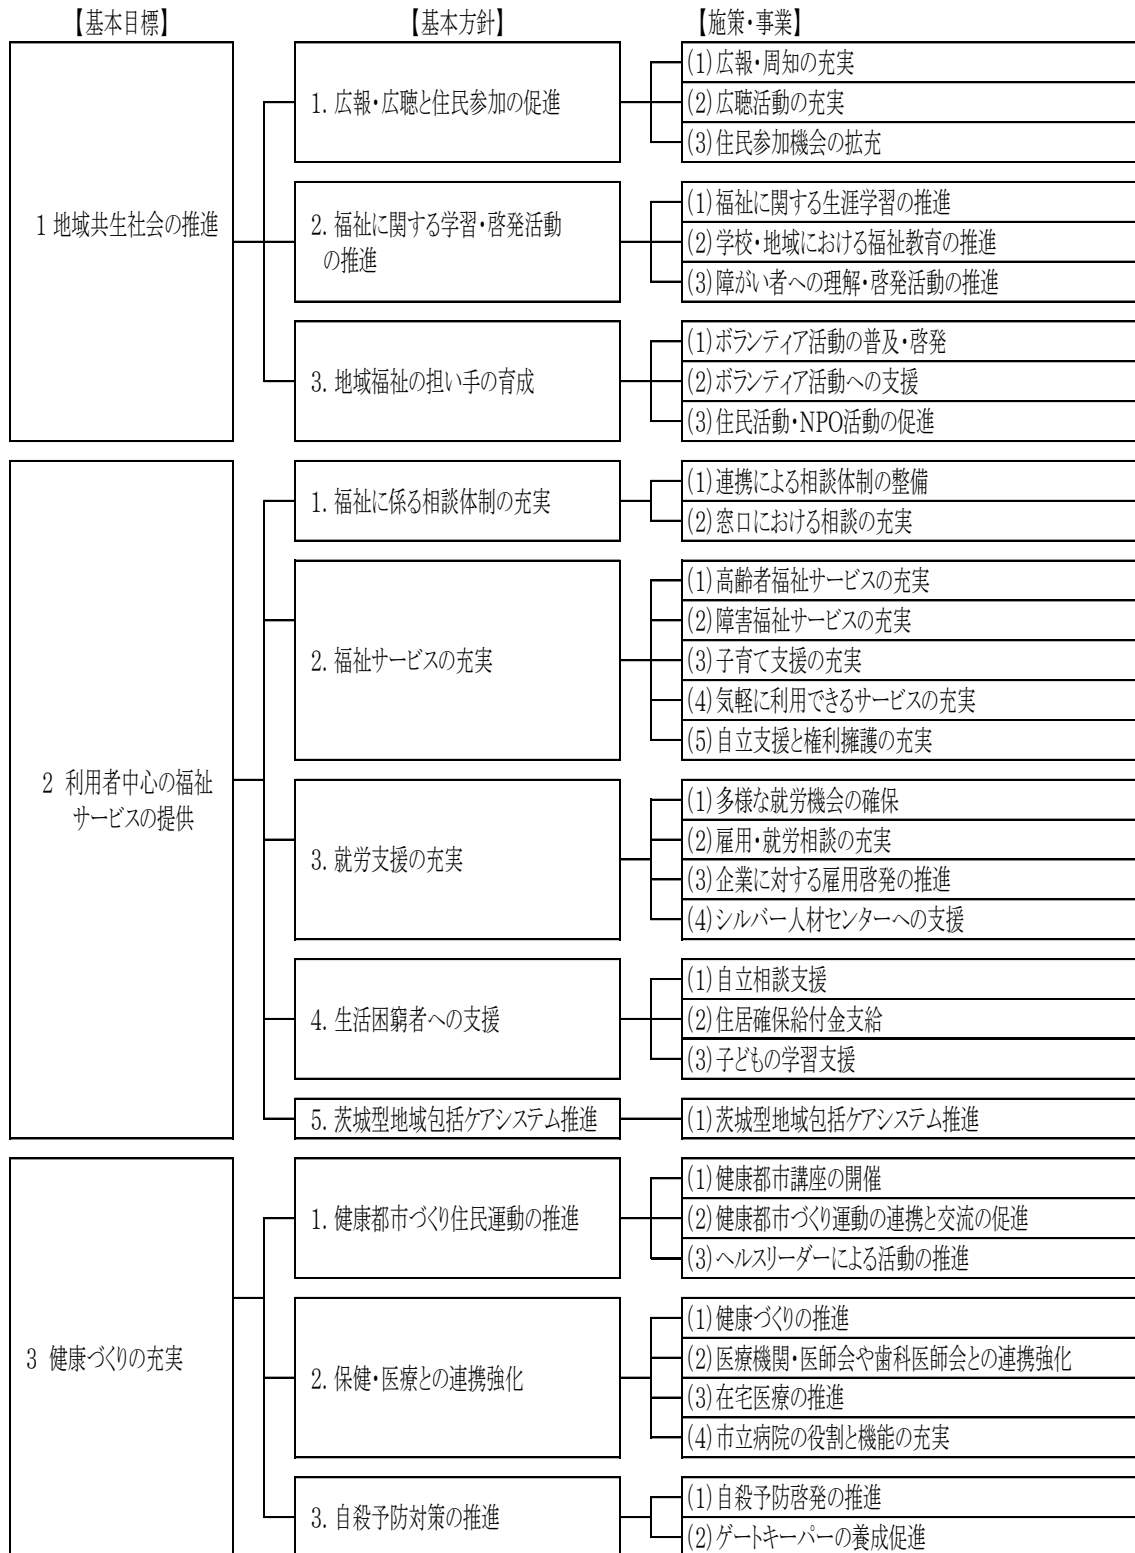 【基本目標】
【基本方針】
【施策・事業】
1 地域共生社会の推進
1. 広報・広聴と住民参加の促進
(1)広報・周知の充実
(2)広聴活動の充実
(3)住民参加機会の拡充
2. 福祉に関する学習・啓発活動
の推進
(1)福祉に関する生涯学習の推進
(2)学校・地域における福祉教育の推進
(3)障がい者への理解・啓発活動の推進
3. 地域福祉の担い手の育成
(1)ボランティア活動の普及・啓発
(2)ボランティア活動への支援
(3)住民活動・NPO活動の促進
2 利用者中心の福祉
サービスの提供
1. 福祉に係る相談体制の充実
(1)連携による相談体制の整備
(2)窓口における相談の充実
2. 福祉サービスの充実
(1)高齢者福祉サービスの充実
(2)障害福祉サービスの充実
(3)子育て支援の充実
(4)気軽に利用できるサービスの充実
(5)自立支援と権利擁護の充実
3. 就労支援の充実
(1)多様な就労機会の確保
(2)雇用・就労相談の充実
(3)企業に対する雇用啓発の推進
(4)シルバー人材センターへの支援
4. 生活困窮者への支援
(1)自立相談支援
(2)住居確保給付金支給
(3)子どもの学習支援
5. 茨城型地域包括ケアシステム推進
(1)茨城型地域包括ケアシステム推進
3 健康づくりの充実
1. 健康都市づくり住民運動の推進
(1)健康都市講座の開催
(2)健康都市づくり運動の連携と交流の促進
(3)ヘルスリーダーによる活動の推進
2. 保健・医療との連携強化
(1)健康づくりの推進
(2)医療機関・医師会や歯科医師会との連携強化
(3)在宅医療の推進
(4)市立病院の役割と機能の充実
3. 自殺予防対策の推進
(1)自殺予防啓発の推進
(2)ゲートキーパーの養成促進